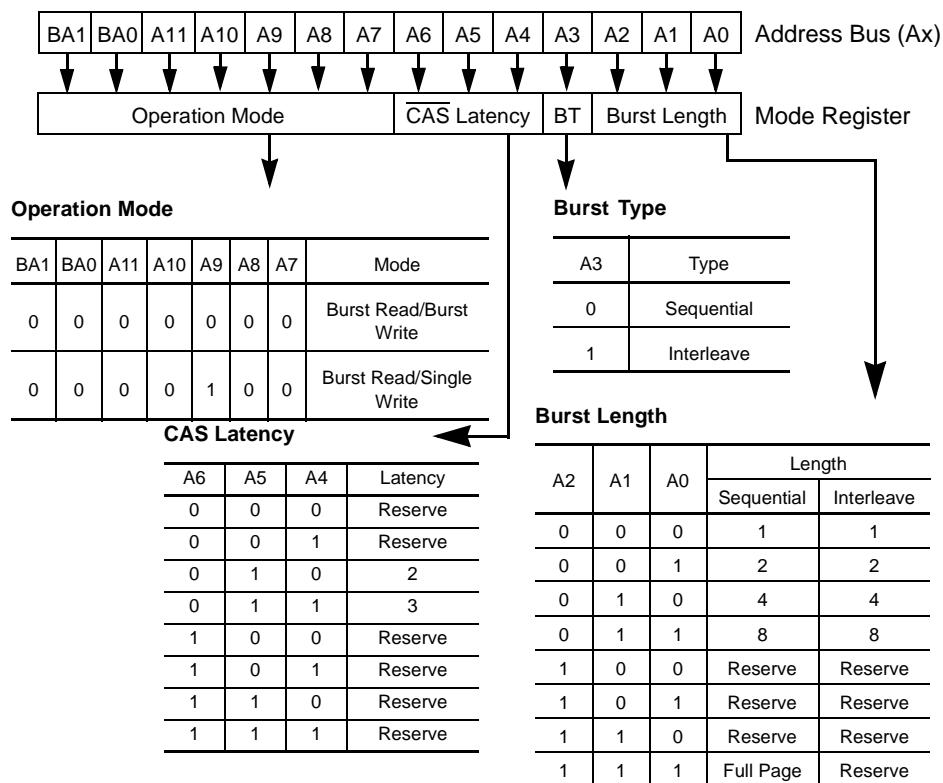 BA1 BA0 A11 A10 A9 A8 A7 A6 A5 A4 A3 A2 A1 A0 Address Bus (Ax)
Operation Mode CAS Latency BT Burst Length Mode Register
Operation Mode
BA1 BA0 A11 A10 A9 A8 A7 Mode
0 0 0 0 0 0 0 Burst Read/Burst
Write
0 0 0 0 1 0 0 Burst Read/Single
Write
Burst Type
A3 Type
0 Sequential
1 Interleave
CAS Latency
A6 A5 A4 Latency
0 0 0 Reserve
0 0 1 Reserve
0 1 0 2
0 1 1 3
1 0 0 Reserve
1 0 1 Reserve
1 1 0 Reserve
1 1 1 Reserve
Burst Length
A2 A1 A0 Length
Sequential Interleave
0 0 0 1 1
0 0 1 2 2
0 1 0 4 4
0 1 1 8 8
1 0 0 Reserve Reserve
1 0 1 Reserve Reserve
1 1 0 Reserve Reserve
1 1 1 Full Page Reserve